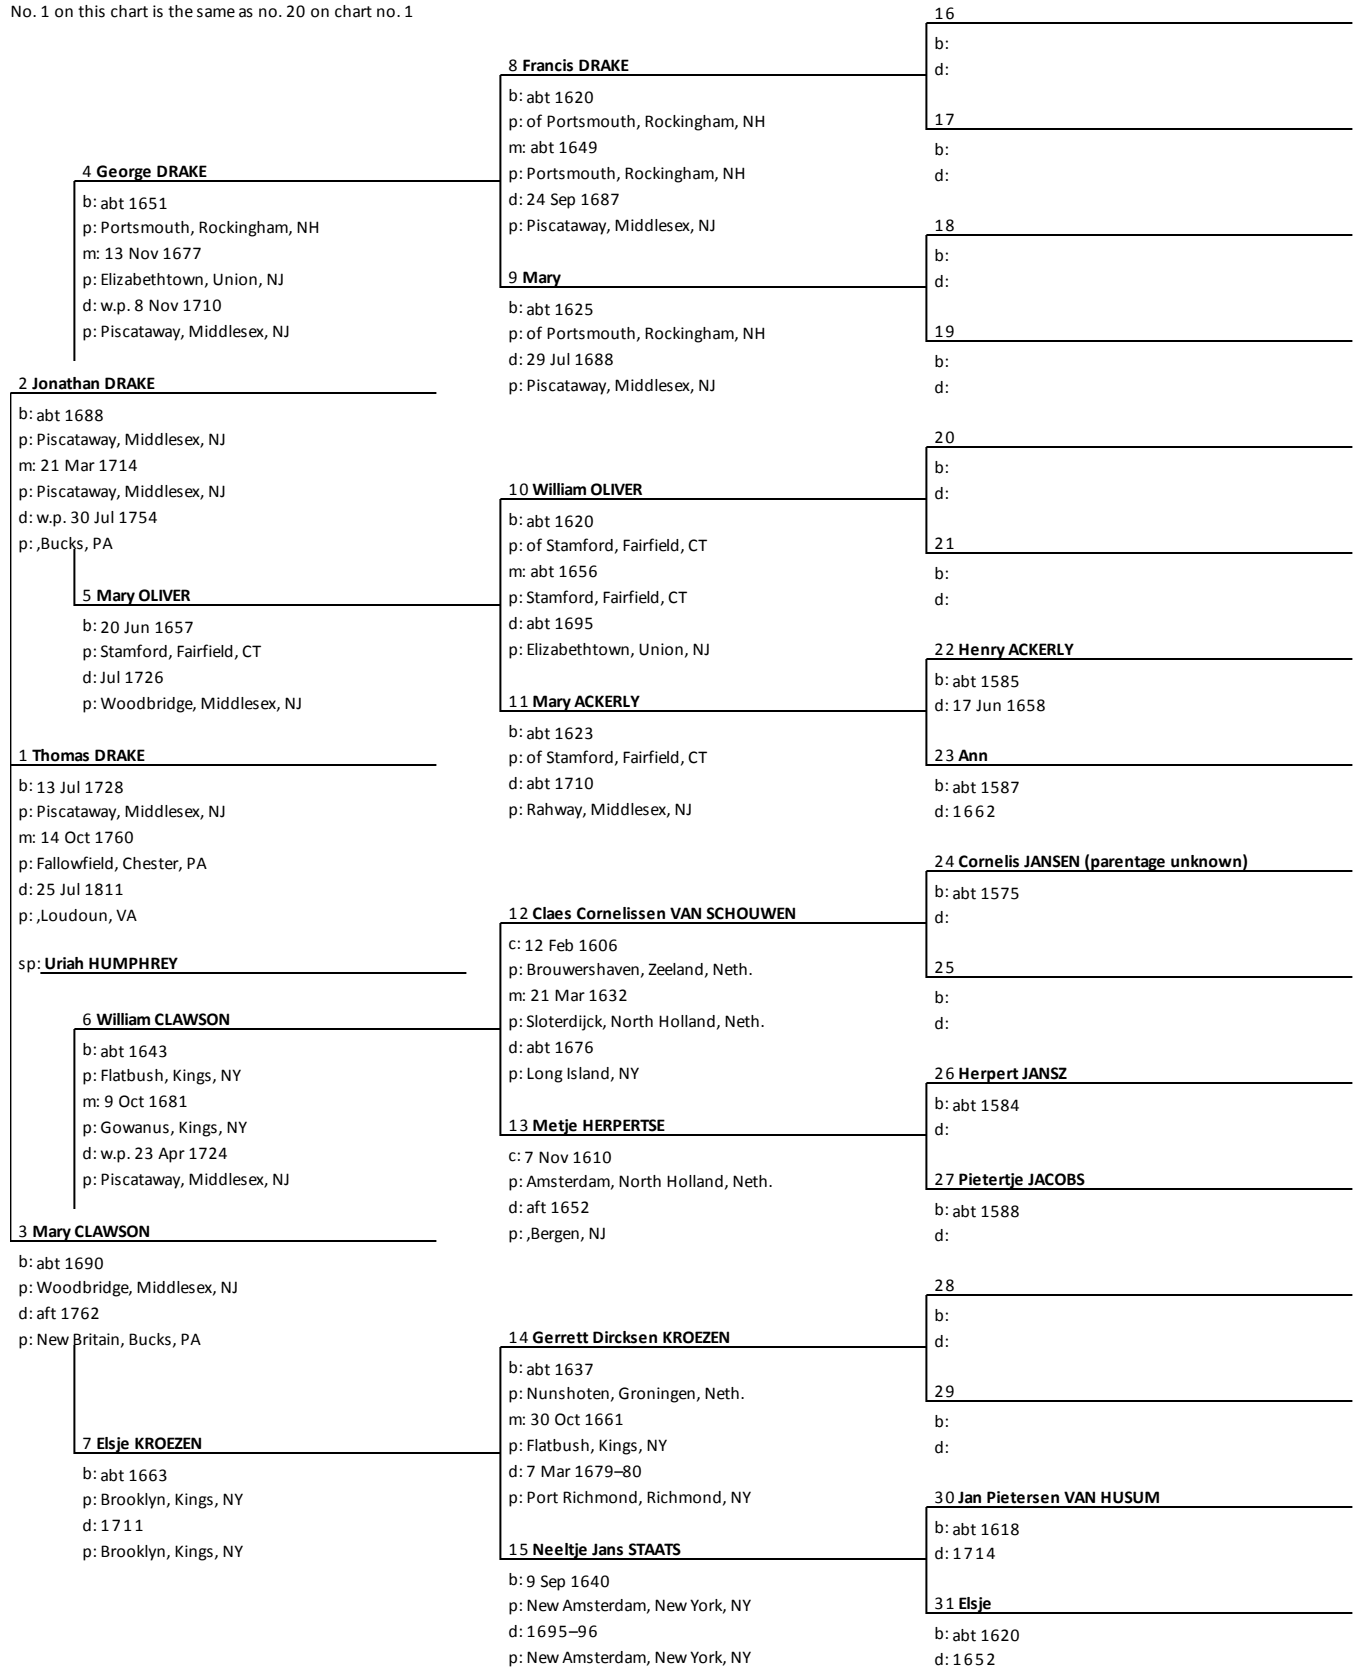 No. 1 on this chart is the same as no. 20 on chart no. 1
16
b:
d:
8 Francis DRAKE
b: abt 1620
p: of Portsmouth, Rockingham, NH
m: abt 1649
p: Portsmouth, Rockingham, NH
d: 24 Sep 1687
p: Piscataway, Middlesex, NJ
17
b:
d:
4 George DRAKE
b: abt 1651
p: Portsmouth, Rockingham, NH
m: 13 Nov 1677
p: Elizabethtown, Union, NJ
d: w.p. 8 Nov 1710
p: Piscataway, Middlesex, NJ
18
b:
d:
9 Mary
b: abt 1625
p: of Portsmouth, Rockingham, NH
d: 29 Jul 1688
p: Piscataway, Middlesex, NJ
19
b:
d:
2 Jonathan DRAKE
b: abt 1688
p: Piscataway, Middlesex, NJ
m: 21 Mar 1714
p: Piscataway, Middlesex, NJ
d: w.p. 30 Jul 1754
p: ,Bucks, PA
20
b:
d:
10 William OLIVER
b: abt 1620
p: of Stamford, Fairfield, CT
m: abt 1656
p: Stamford, Fairfield, CT
d: abt 1695
p: Elizabethtown, Union, NJ
21
b:
d:
5 Mary OLIVER
b: 20 Jun 1657
p: Stamford, Fairfield, CT
d: Jul 1726
p: Woodbridge, Middlesex, NJ
22 Henry ACKERLY
b: abt 1585
d: 17 Jun 1658
11 Mary ACKERLY
b: abt 1623
p: of Stamford, Fairfield, CT
d: abt 1710
p: Rahway, Middlesex, NJ
23 Ann
b: abt 1587
d: 1662
1 Thomas DRAKE
b: 13 Jul 1728
p: Piscataway, Middlesex, NJ
m: 14 Oct 1760
p: Fallowfield, Chester, PA
d: 25 Jul 1811
p: ,Loudoun, VA
sp: Uriah HUMPHREY
24 Cornelis JANSEN (parentage unknown)
b: abt 1575
d:
12 Claes Cornelissen VAN SCHOUWEN
c: 12 Feb 1606
p: Brouwershaven, Zeeland, Neth.
m: 21 Mar 1632
p: Sloterdijck, North Holland, Neth.
d: abt 1676
p: Long Island, NY
25
b:
d:
6 William CLAWSON
b: abt 1643
p: Flatbush, Kings, NY
m: 9 Oct 1681
p: Gowanus, Kings, NY
d: w.p. 23 Apr 1724
p: Piscataway, Middlesex, NJ
26 Herpert JANSZ
b: abt 1584
d:
13 Metje HERPERTSE
c: 7 Nov 1610
p: Amsterdam, North Holland, Neth.
d: aft 1652
p: ,Bergen, NJ
27 Pietertje JACOBS
b: abt 1588
d:
3 Mary CLAWSON
b: abt 1690
p: Woodbridge, Middlesex, NJ
d: aft 1762
p: New Britain, Bucks, PA
28
b:
d:
14 Gerrett Dircksen KROEZEN
b: abt 1637
p: Nunshoten, Groningen, Neth.
m: 30 Oct 1661
p: Flatbush, Kings, NY
d: 7 Mar 1679–80
p: Port Richmond, Richmond, NY
29
b:
d:
7 Elsje KROEZEN
b: abt 1663
p: Brooklyn, Kings, NY
d: 1711
p: Brooklyn, Kings, NY
30 Jan Pietersen VAN HUSUM
b: abt 1618
d: 1714
15 Neeltje Jans STAATS
b: 9 Sep 1640
p: New Amsterdam, New York, NY
d: 1695–96
p: New Amsterdam, New York, NY
31 Elsje
b: abt 1620
d: 1652